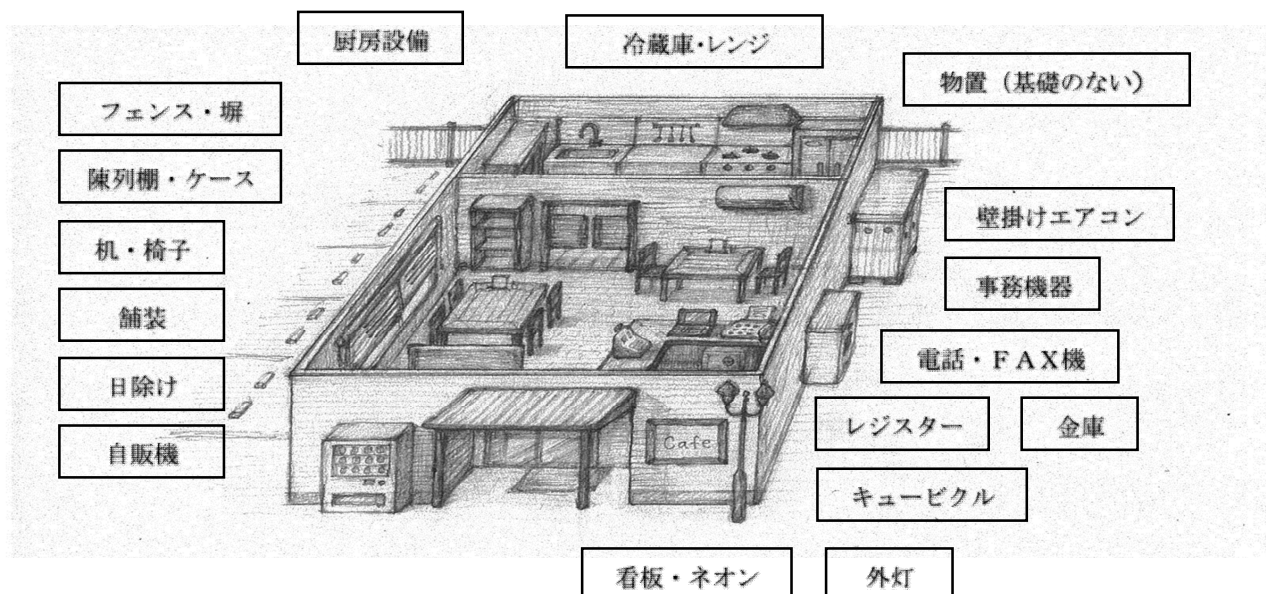 厨房設備
冷蔵庫・レンジ
物置（基礎のない）
フェンス・塀
陳列棚・ケース
机・椅子
舗装
日除け
自販機
壁掛けエアコン
事務機器
電話・ＦＡＸ機
レジスター
金庫
キュービクル
Cafe
看板・ネオン
外灯